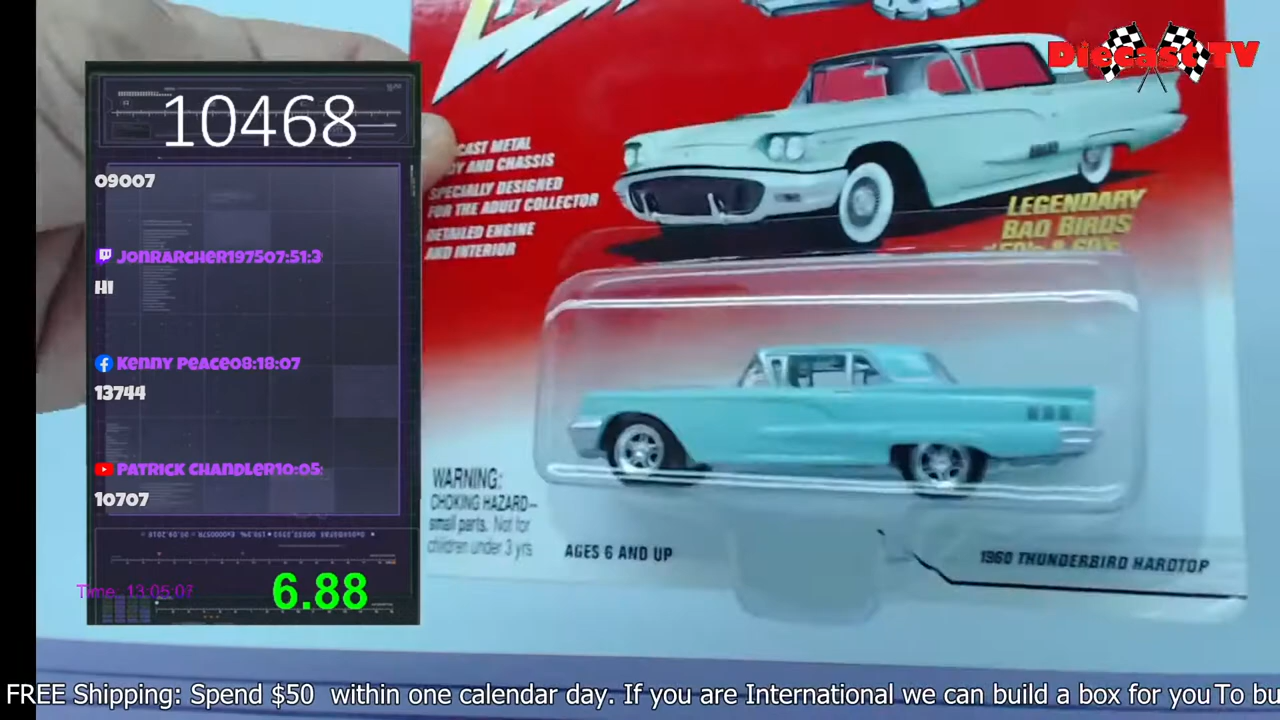 Diecast TV
10468
09007
JonRArcher197507:51:3
HI
Kenny Peace08:18:07
13744
Patrick Chandler10:05:
10707
Time: 13:05:07
6.88
CAST METAL
AND CHASSIS
SPECIALLY DESIGNED
FOR THE ADULT COLLECTOR
DETAILED ENGINE
AND INTERIOR
LEGENDARY
BAD BIRDS
WARNING:
CHOKING HAZARD–
small parts. Not for
children under 3 yrs.
AGES 6 AND UP
1960 THUNDERBIRD HARDTOP
FREE Shipping: Spend $50 within one calendar day. If you are International we can build a box for you To bu